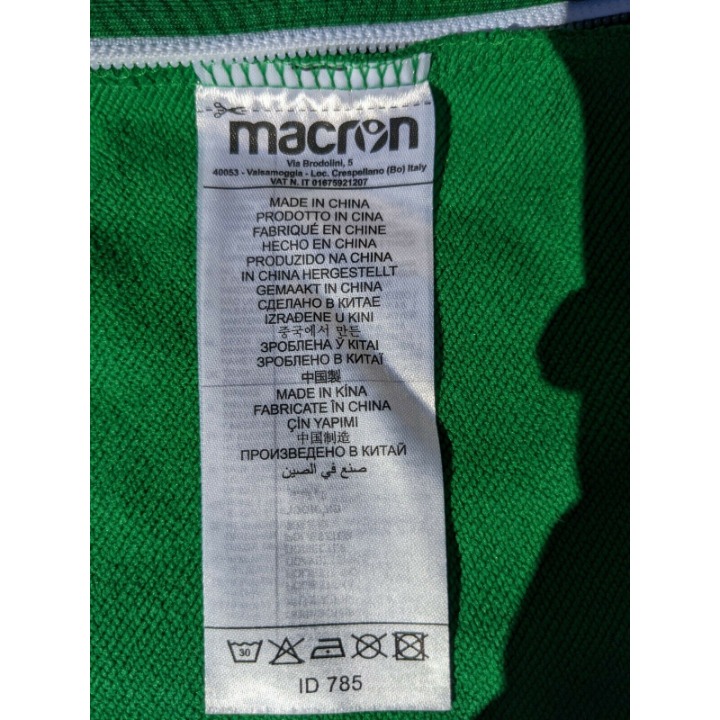 macron
Via Brodolini, 5
40053 - Valsamoggia - Loc. Crespellano (Bo) Italy
VAT N. IT 01675921207
MADE IN CHINA
PRODOTTO IN CINA
FABRIQUÉ EN CHINE
HECHO EN CHINA
PRODUZIDO NA CHINA
IN CHINA HERGESTELLT
GEMAAKT IN CHINA
СДЕЛАНО В КИТАЕ
IZRAĐENE U KINI
중국에서 만든
ЗРОБЛЕНА Ў КІТАІ
ЗРОБЛЕНО В КИТАЇ
中国製
MADE IN KÍNA
FABRICATE ÎN CHINA
ÇİN YAPIMI
中国制造
ПРОИЗВЕДЕНО В КИТАЙ
صنع في الصين
30
ID 785